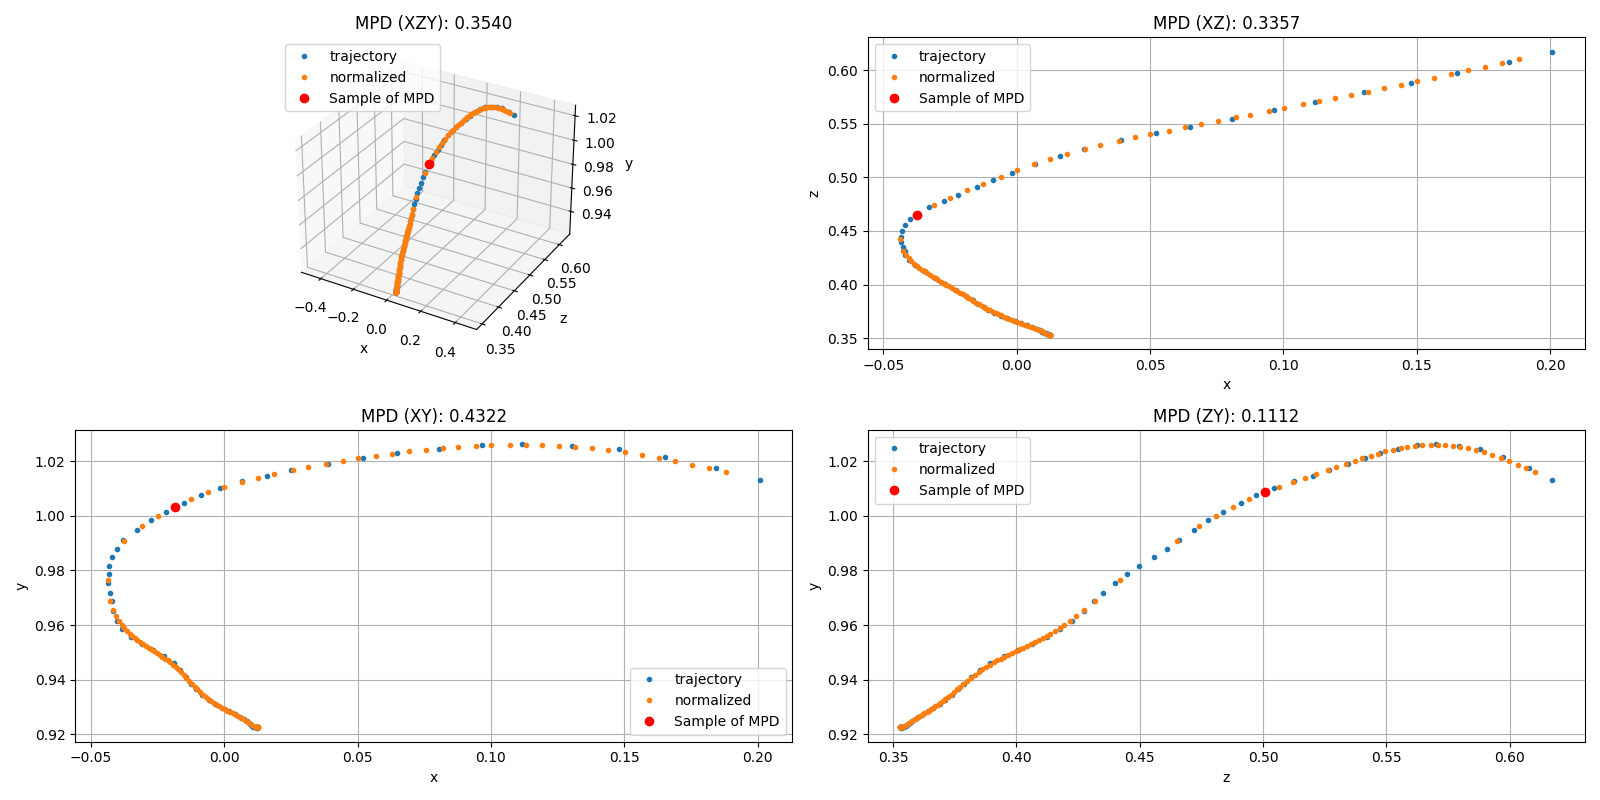 MPD (XZY): 0.3540
trajectory
normalized
Sample of MPD
1.02
1.00
0.98
0.96
0.94
y
0.60
0.55
0.50
0.45
0.40
0.35
z
−0.4
−0.2
0.0
0.2
0.4
x
MPD (XZ): 0.3357
trajectory
normalized
Sample of MPD
0.60
0.55
0.50
0.45
0.40
0.35
z
−0.05 0.00 0.05 0.10 0.15 0.20
x
MPD (XY): 0.4322
1.02
1.00
0.98
0.96
0.94
0.92
y
trajectory
normalized
Sample of MPD
−0.05 0.00 0.05 0.10 0.15 0.20
x
MPD (ZY): 0.1112
trajectory
normalized
Sample of MPD
1.02
1.00
0.98
0.96
0.94
0.92
y
0.35 0.40 0.45 0.50 0.55 0.60
z